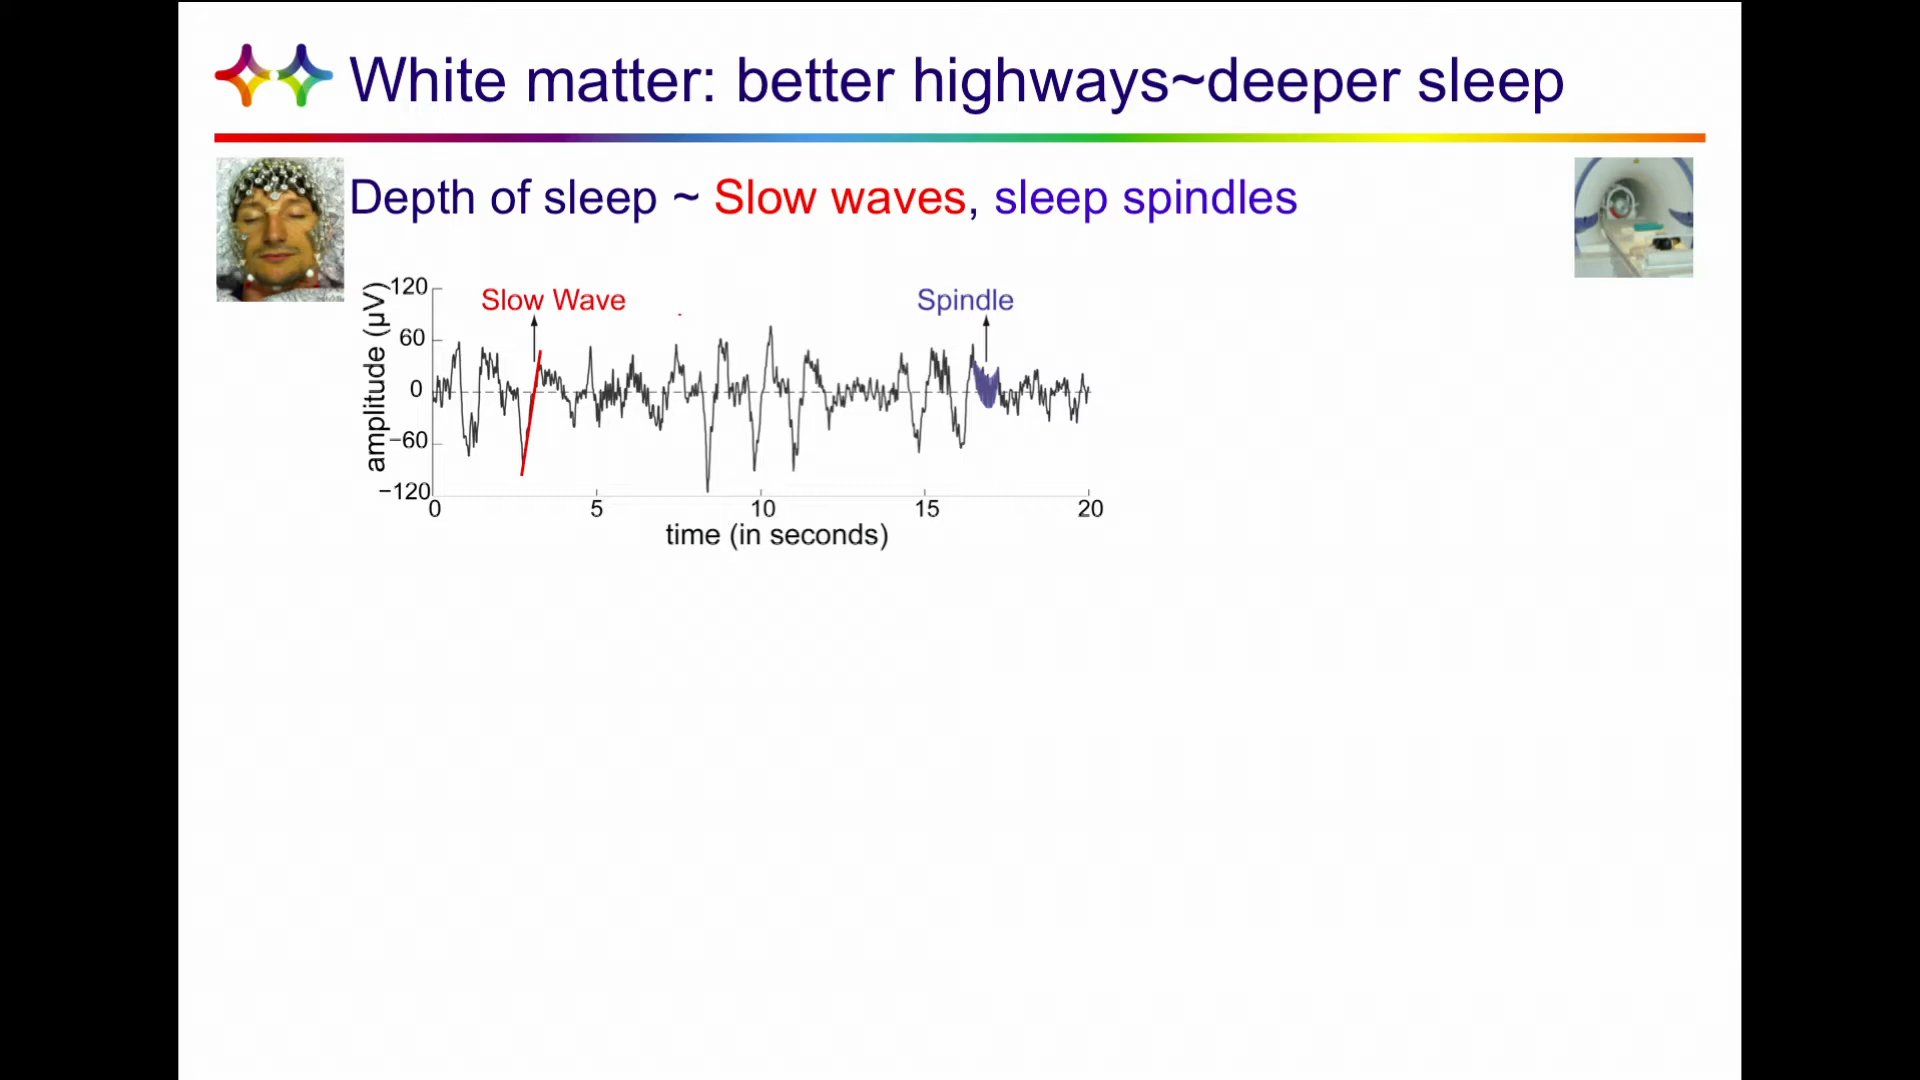 White matter: better highways~deeper sleep
Depth of sleep ~ Slow waves, sleep spindles
Slow Wave
Spindle
amplitude (µV)
120
60
0
−60
−120
0 5 10 15 20
time (in seconds)